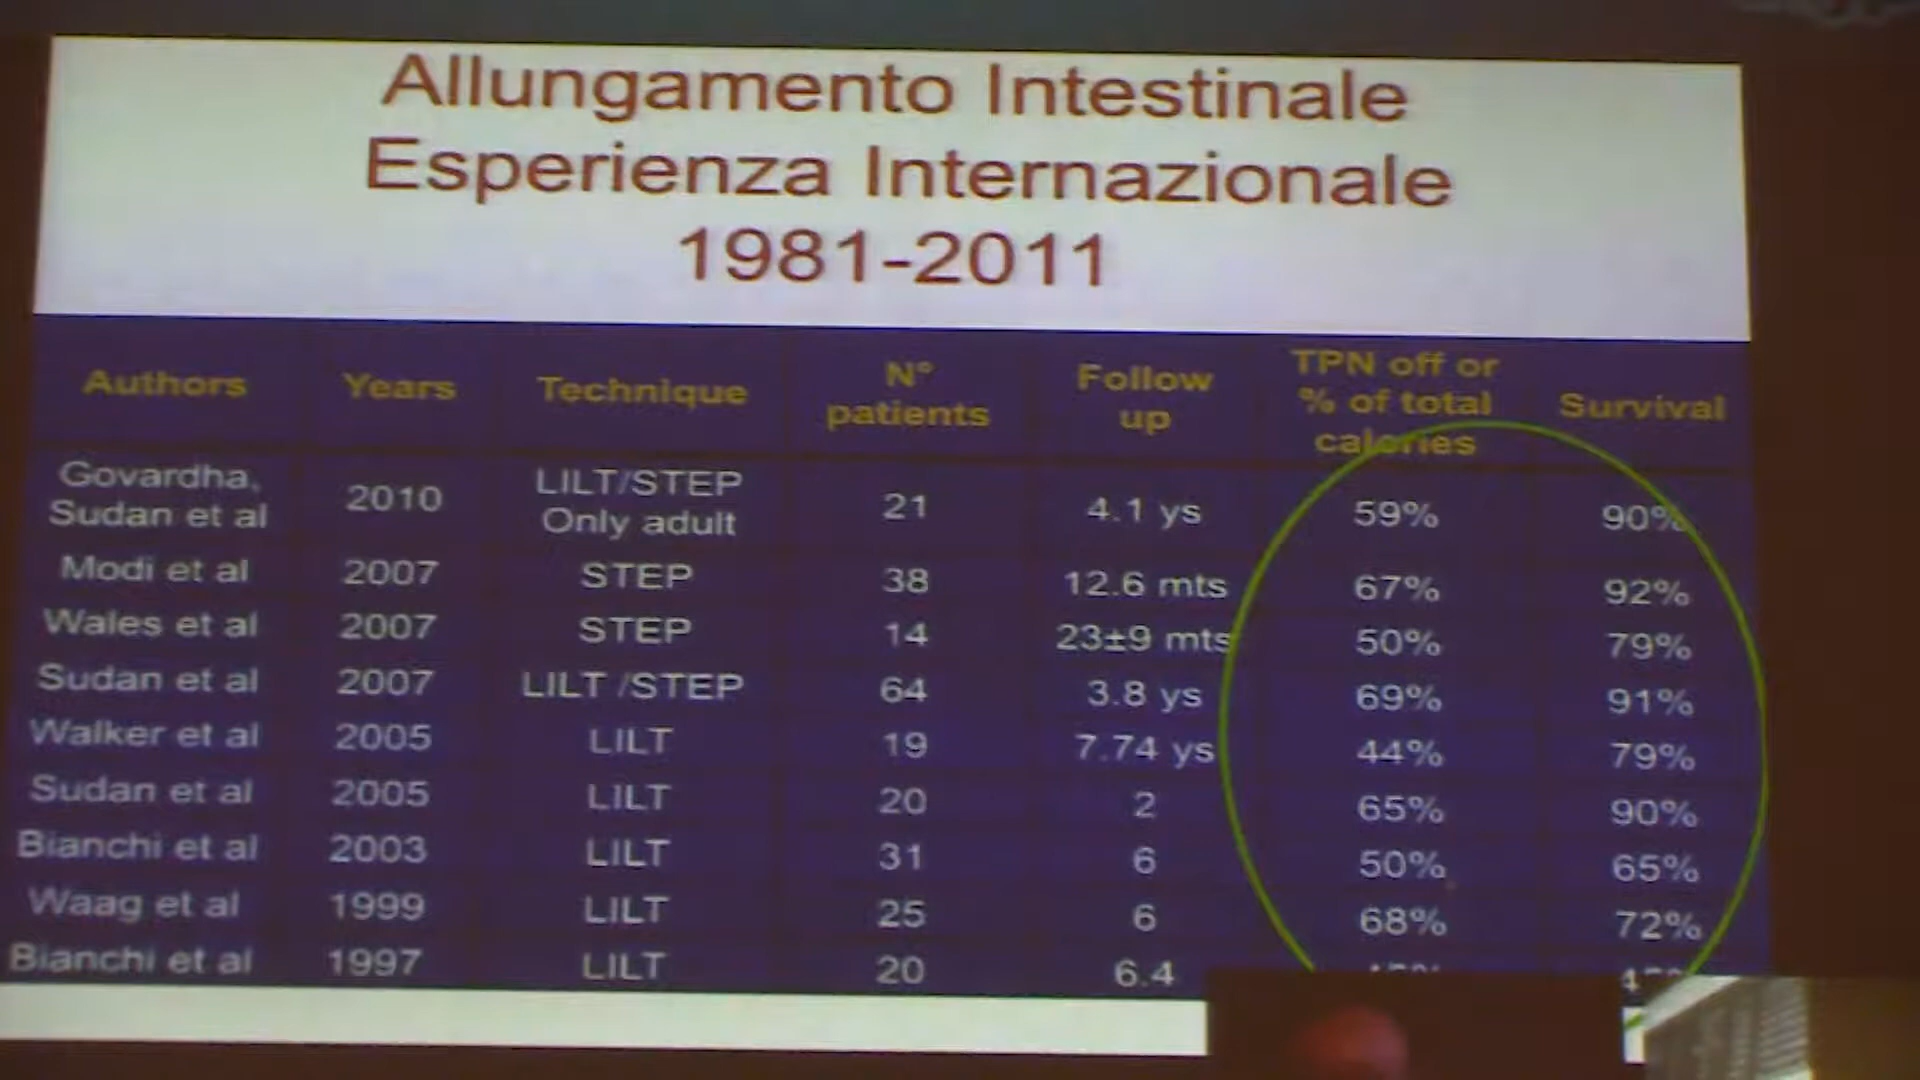 Allungamento Intestinale
Esperienza Internazionale
1981-2011
Authors Years Technique N° patients Follow up TPN off or % of total calories Survival
Govardha, Sudan et al 2010 LILT/STEP Only adult 21 4.1 ys 59% 90%
Modi et al 2007 STEP 38 12.6 mts 67% 92%
Wales et al 2007 STEP 14 23±9 mts 50% 79%
Sudan et al 2007 LILT /STEP 64 3.8 ys 69% 91%
Walker et al 2005 LILT 19 7.74 ys 44% 79%
Sudan et al 2005 LILT 20 2 65% 90%
Bianchi et al 2003 LILT 31 6 50% 65%
Waag et al 1999 LILT 25 6 68% 72%
Bianchi et al 1997 LILT 20 6.4